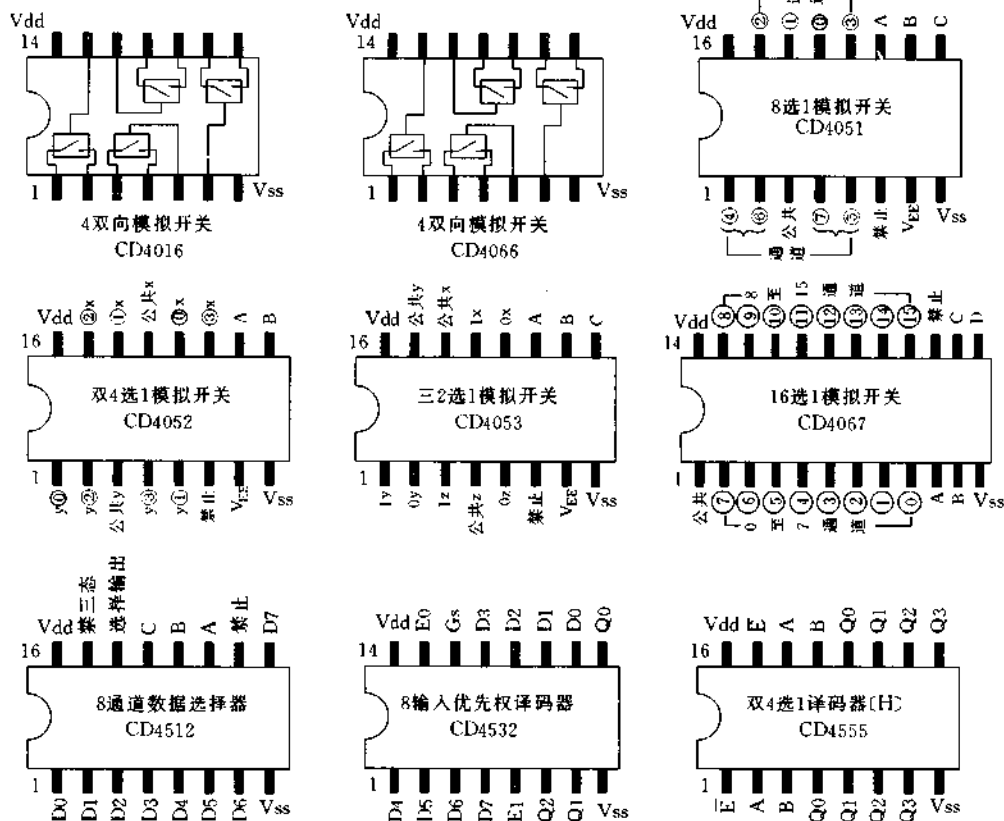 Vdd
14
1
Vss
4双向模拟开关
CD4016
Vdd
14
1
Vss
4双向模拟开关
CD4066
Vdd ② ① ⓪ ③ A B C
16
8选1模拟开关
CD4051
1
④ ⑥ 公共 ⑦ ⑤ 禁止 VEE Vss
通道
Vdd ②x ①x 公共x ⓪x ③x A B
16
双4选1模拟开关
CD4052
1
y⓪ y② 公共y y③ y① 禁止 VEE Vss
Vdd 公共y 公共x 1x 0x A B C
16
三2选1模拟开关
CD4053
1
1y 0y 1z 公共z 0z 禁止 VEE Vss
8 至 15 通道
Vdd ⑧ ⑨ ⑩ ⑪ ⑫ ⑬ ⑭ ⑮ 禁止 C D
14
16选1模拟开关
CD4067
1
公共 ⑦ ⑥ ⑤ ④ ③ ② ① ⓪ A B Vss
0 至 7 通道
Vdd 禁三态 选择输出 C B A 禁止 D7
16
8通道数据选择器
CD4512
1
D0 D1 D2 D3 D4 D5 D6 Vss
Vdd E0 Gs D3 D2 D1 D0 Q0
14
8输入优先权译码器
CD4532
1
D4 D5 D6 D7 E1 Q2 Q1 Vss
Vdd E A B Q0 Q1 Q2 Q3
16
双4选1译码器[H]
CD4555
1
E̅ A B Q0 Q1 Q2 Q3 Vss